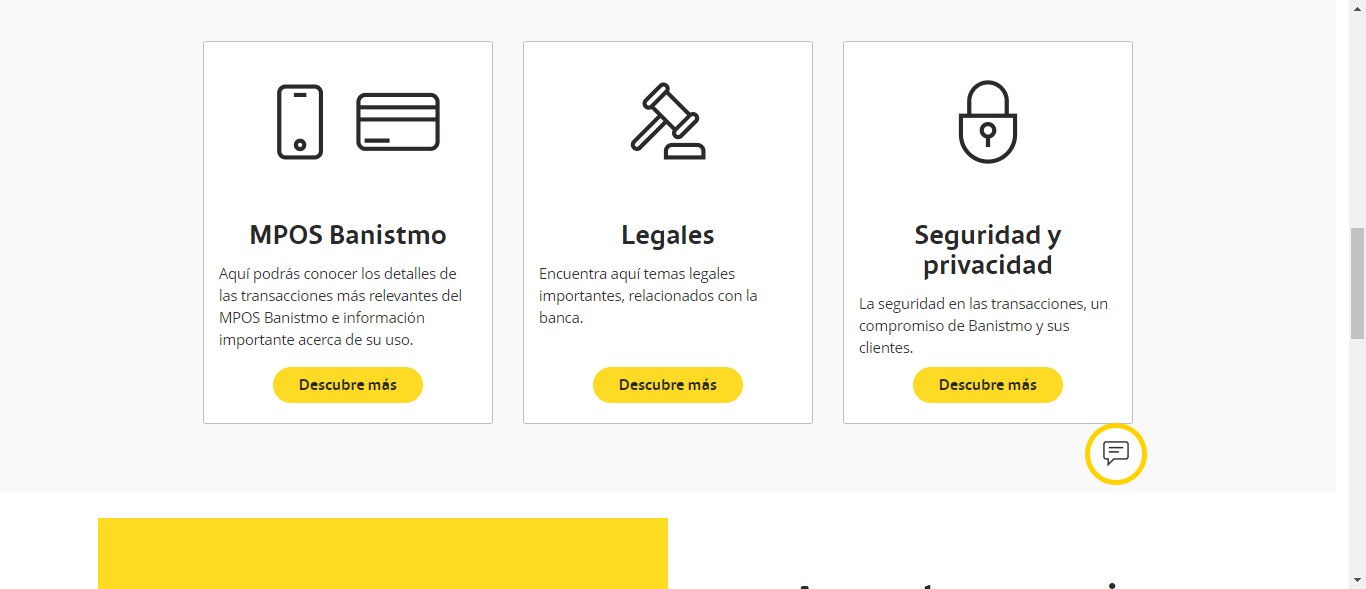 MPOS Banistmo
Aquí podrás conocer los detalles de
las transacciones más relevantes del
MPOS Banistmo e información
importante acerca de su uso.
Descubre más
Legales
Encuentra aquí temas legales
importantes, relacionados con la
banca.
Descubre más
Seguridad y
privacidad
La seguridad en las transacciones, un
compromiso de Banistmo y sus
clientes.
Descubre más